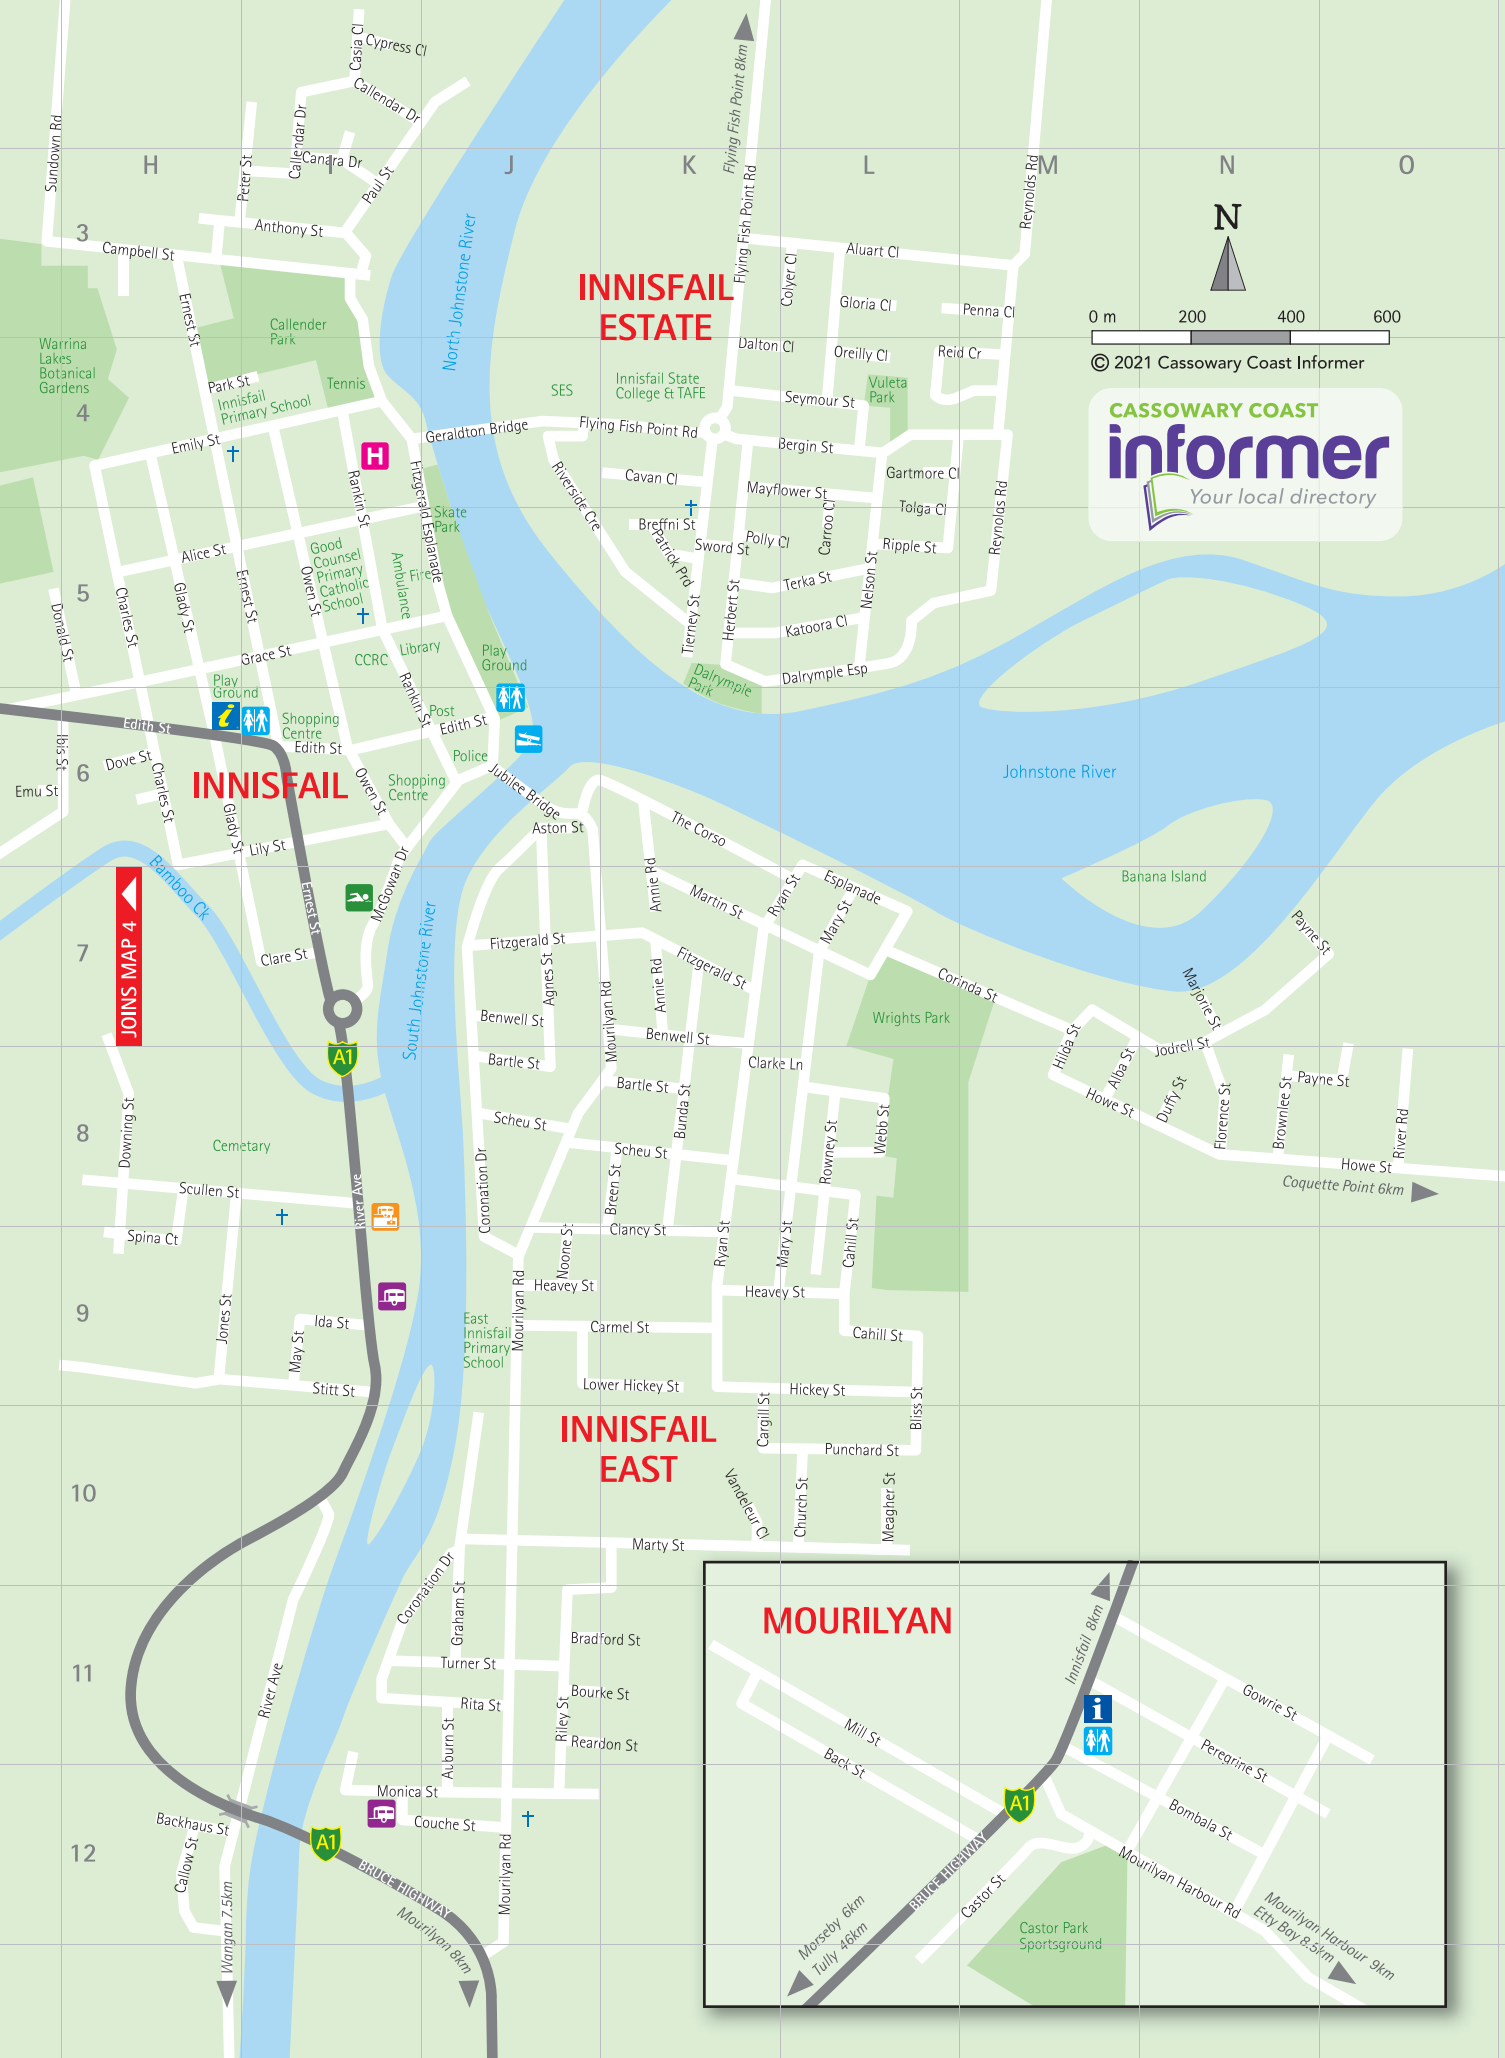 Casia Cl
Cypress Cl
Callendar Dr
Callendar Dr
Canara Dr
Peter St
Paul St
Sundown Rd
Flying Fish Point 8km
H
I
J
K
L
M
N
O
3
Campbell St
Anthony St
Ernest St
North Johnstone River
Flying Fish Point Rd
Flying Fish Point Rd
Reynolds Rd
Aluart Cl
Colyer Cl
Gloria Cl
Penna Cl
INNISFAIL
ESTATE
N
0 m
200
400
600
© 2021 Cassowary Coast Informer
CASSOWARY COAST
informer
Your local directory
Warrina
Lakes
Botanical
Gardens
Callender
Park
Park St
Tennis
Innisfail
Primary School
4
Emily St
H
Rankin St
Geraldton Bridge
SES
Innisfail State
College & TAFE
Flying Fish Point Rd
Dalton Cl
Oreilly Cl
Reid Cr
Seymour St
Vuleta
Park
Bergin St
Gartmore Cl
Cavan Cl
Mayflower St
Tolga Cl
Riverside Cre
Fitzgerald Esplanade
Skate
Park
Breffni St
Patrick Prd
Sword St
Polly Cl
Carroo Cl
Ripple St
Reynolds Rd
Alice St
Good
Counsel
Primary
Catholic
School
Ambulance
Fire
5
Donald St
Charles St
Glady St
Ernest St
Owen St
Terka St
Nelson St
Herbert St
Tierney St
Katoora Cl
Dalrymple Esp
Dalrymple
Park
Grace St
CCRC
Library
Play
Ground
Play
Ground
i
Rankin St
Post
Edith St
Edith St
Shopping
Centre
Edith St
Police
6
Ibis St
Dove St
Charles St
INNISFAIL
Emu St
Glady St
Owen St
Shopping
Centre
Jubilee Bridge
Aston St
Johnstone River
The Corso
Lily St
Bamboo Ck
McGowan Dr
Ernest St
JOINS MAP 4
7
Clare St
South Johnstone River
Fitzgerald St
Agnes St
Annie Rd
Annie Rd
Martin St
Ryan St
Esplanade
Mary St
Fitzgerald St
Corinda St
Banana Island
Payne St
Marjorie St
Wrights Park
Benwell St
Mourilyan Rd
Benwell St
A1
Bartle St
Clarke Ln
Bartle St
Hilda St
Alba St
Jodrell St
Payne St
8
Downing St
Cemetary
Scheu St
Bunda St
Scheu St
Webb St
Rowney St
Howe St
Duffy St
Florence St
Brownlee St
River Rd
Howe St
Coquette Point 6km
Scullen St
River Ave
Coronation Dr
Breen St
Spina Ct
Clancy St
Noone St
Ryan St
Mary St
Cahill St
9
Jones St
Ida St
May St
Stitt St
East
Innisfail
Primary
School
Mourilyan Rd
Heavey St
Heavey St
Carmel St
Cahill St
Lower Hickey St
Hickey St
Bliss St
Cargill St
INNISFAIL
EAST
Punchard St
10
Vandeleur Cl
Church St
Meagher St
Marty St
Coronation Dr
Graham St
11
Bradford St
Turner St
Bourke St
River Ave
Rita St
Riley St
Auburn St
Reardon St
Monica St
Couche St
12
Backhaus St
Callow St
A1
BRUCE HIGHWAY
Mourilyan Rd
Wangan 7.5km
Mourilyan 8km
MOURILYAN
Innisfail 8km
Gowrie St
i
Mill St
Back St
Peregrine St
A1
Bombala St
BRUCE HIGHWAY
Castor St
Mourilyan Harbour Rd
Castor Park
Sportsground
Morseby 6km
Tully 46km
Mourilyan Harbour 9km
Etty Bay 8.5km